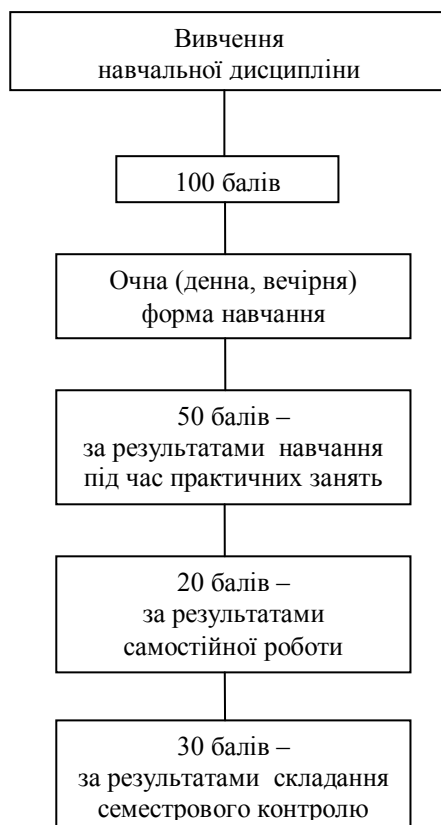 Вивчення
навчальної дисципліни
100 балів
Очна (денна, вечірня)
форма навчання
50 балів –
за результатами навчання
під час практичних занять
20 балів –
за результатами
самостійної роботи
30 балів –
за результатами складання
семестрового контролю